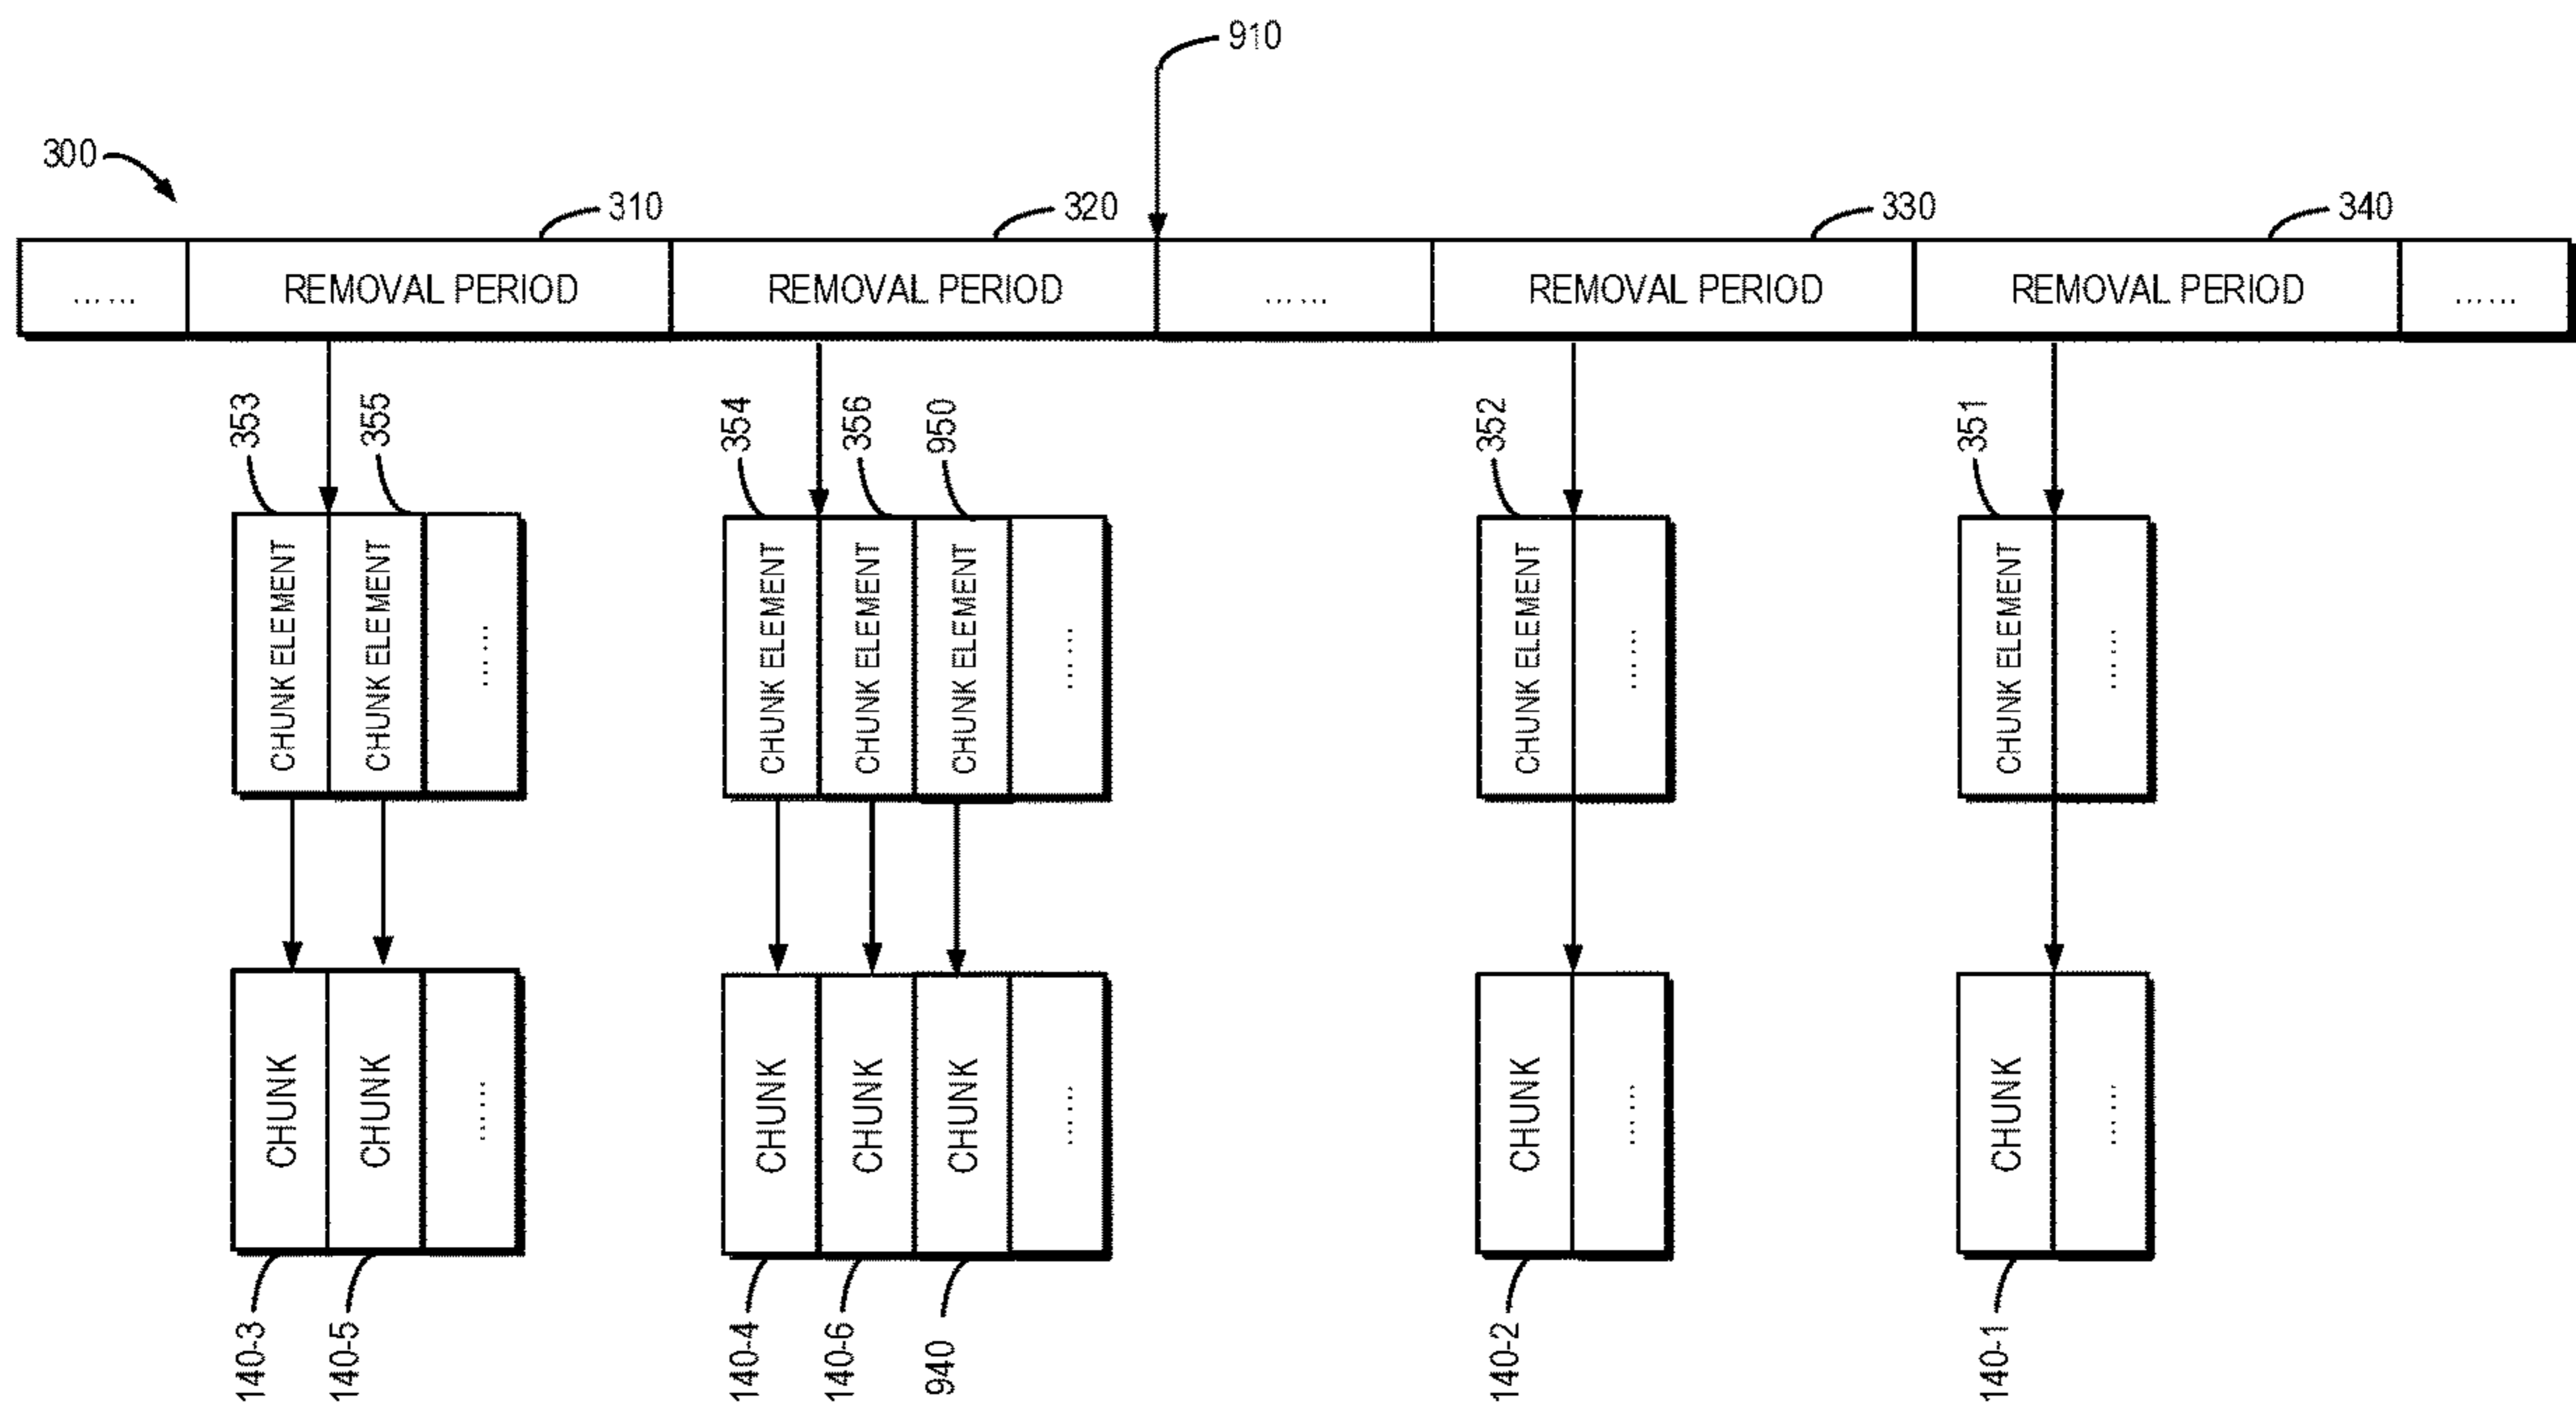 910
300
310
320
330
340
......
REMOVAL PERIOD
REMOVAL PERIOD
......
REMOVAL PERIOD
REMOVAL PERIOD
......
353
355
354
356
950
352
351
CHUNK ELEMENT
CHUNK ELEMENT
......
CHUNK ELEMENT
CHUNK ELEMENT
CHUNK ELEMENT
......
CHUNK ELEMENT
......
CHUNK ELEMENT
......
CHUNK
CHUNK
......
CHUNK
CHUNK
CHUNK
......
CHUNK
......
CHUNK
......
140-3
140-5
140-4
140-6
940
140-2
140-1